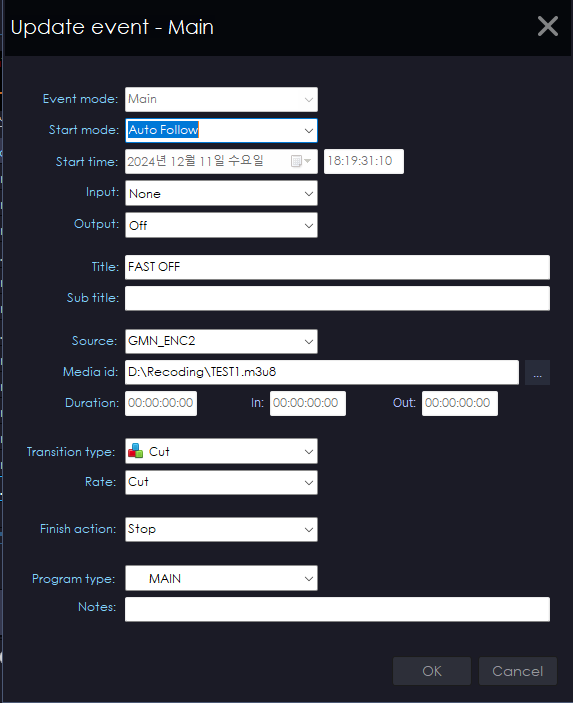 Update event - Main
Event mode: Main
Start mode: Auto Follow
Start time: 2024년 12월 11일 수요일 18:19:31:10
Input: None
Output: Off
Title: FAST OFF
Sub title:
Source: GMN_ENC2
Media id: D:\Recoding\TEST1.m3u8 ...
Duration: 00:00:00:00 In: 00:00:00:00 Out: 00:00:00:00
Transition type: Cut
Rate: Cut
Finish action: Stop
Program type: MAIN
Notes:
OK Cancel